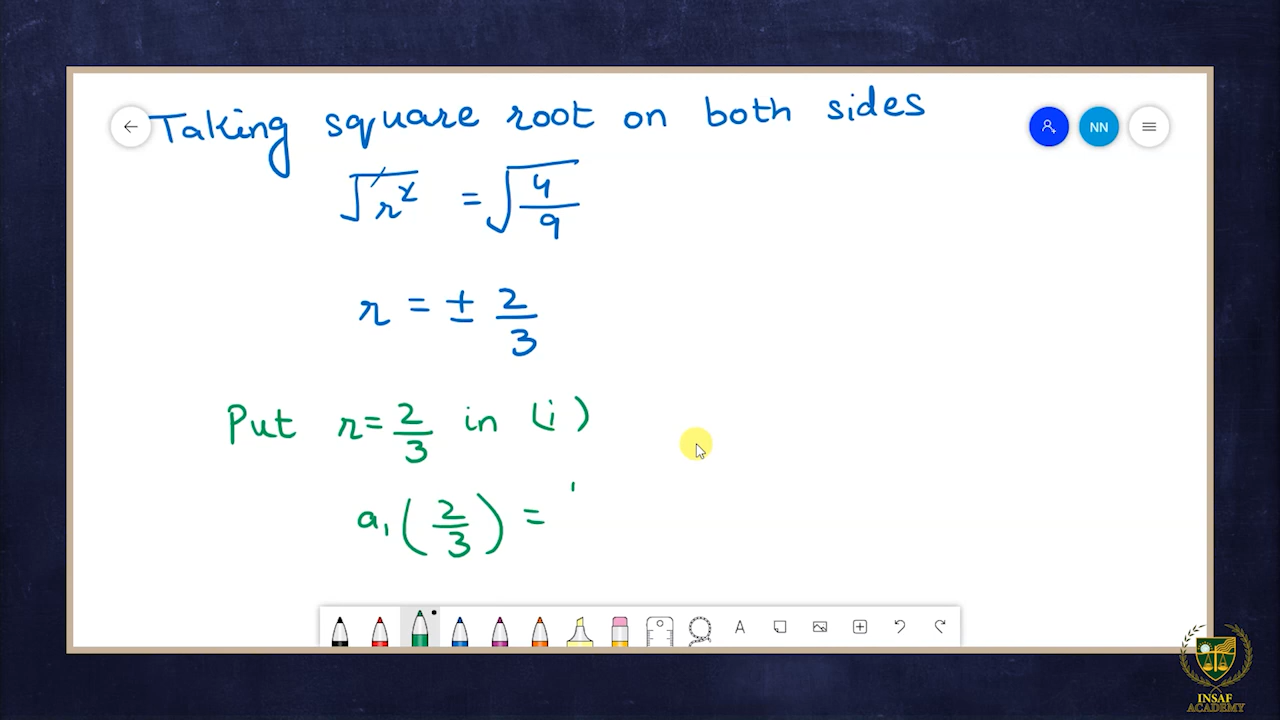 Taking square root on both sides
√r² = √4/9
r = ± 2/3
Put r = 2/3 in (i)
a₁ (2/3) =
NN
A
INSAF
ACADEMY